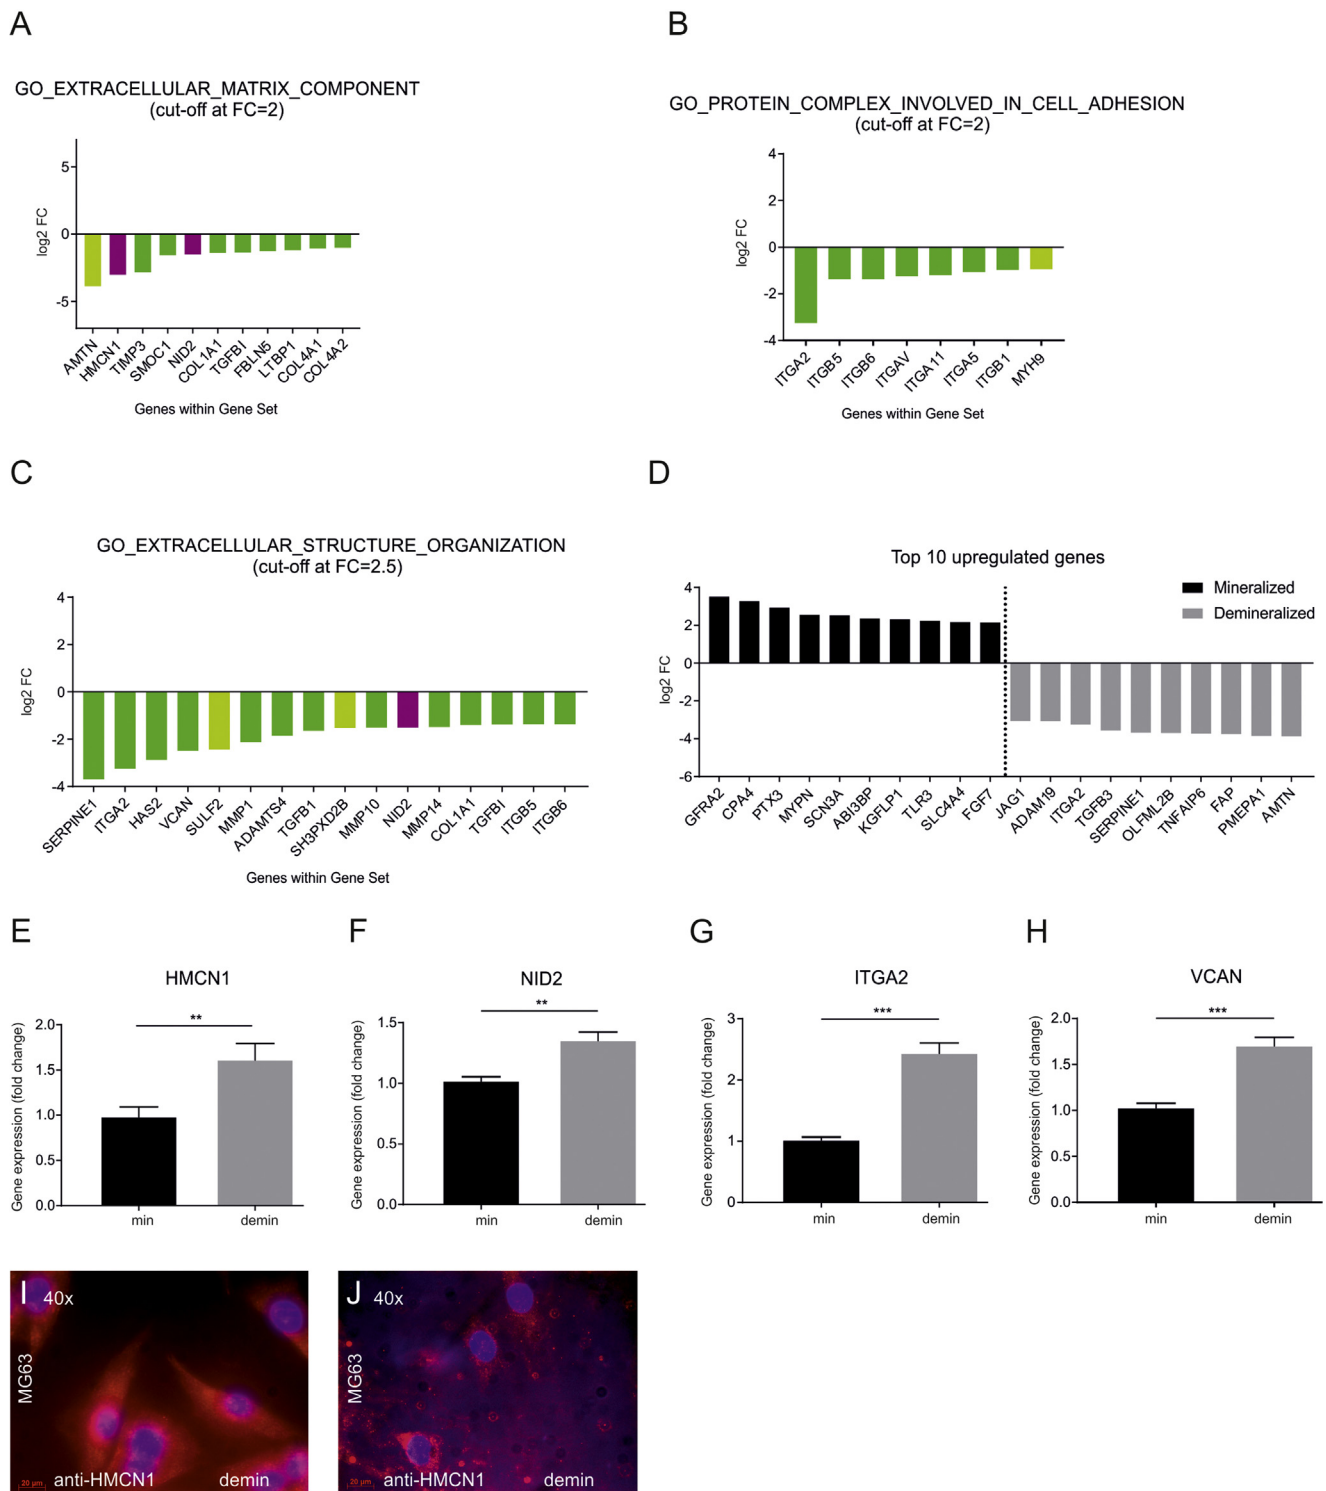 A
GO_EXTRACELLULAR_MATRIX_COMPONENT
(cut-off at FC=2)
log2 FC
5
0
-5
AMTN
HMCN1
TIMP3
SMOC1
NID2
COL1A1
TGFBI
FBLN5
LTBP1
COL4A1
COL4A2
Genes within Gene Set
B
GO_PROTEIN_COMPLEX_INVOLVED_IN_CELL_ADHESION
(cut-off at FC=2)
log2 FC
4
2
0
-2
-4
ITGA2
ITGB5
ITGB6
ITGAV
ITGA11
ITGA5
ITGB1
MYH9
Genes within Gene Set
C
GO_EXTRACELLULAR_STRUCTURE_ORGANIZATION
(cut-off at FC=2.5)
log2 FC
4
2
0
-2
-4
SERPINE1
ITGA2
HAS2
VCAN
SULF2
MMP1
ADAMTS4
TGFB1
SH3PXD2B
MMP10
NID2
MMP14
COL1A1
TGFBI
ITGB5
ITGB6
Genes within Gene Set
D
Top 10 upregulated genes
Mineralized
Demineralized
log2 FC
4
2
0
-2
-4
-6
GFRA2
CPA4
PTX3
MYPN
SCN3A
ABI3BP
KGFLP1
TLR3
SLC4A4
FGF7
JAG1
ADAM19
ITGA2
TGFB3
SERPINE1
OLFML2B
TNFAIP6
FAP
PMEPA1
AMTN
E
HMCN1
**
Gene expression (fold change)
2.0
1.5
1.0
0.5
0.0
min
demin
F
NID2
**
Gene expression (fold change)
1.5
1.0
0.5
0.0
min
demin
G
ITGA2
***
Gene expression (fold change)
3
2
1
0
min
demin
H
VCAN
***
Gene expression (fold change)
2.0
1.5
1.0
0.5
0.0
min
demin
I 40x
MG63
20 µm
anti-HMCN1 demin
J 40x
MG63
20 µm
anti-HMCN1 demin